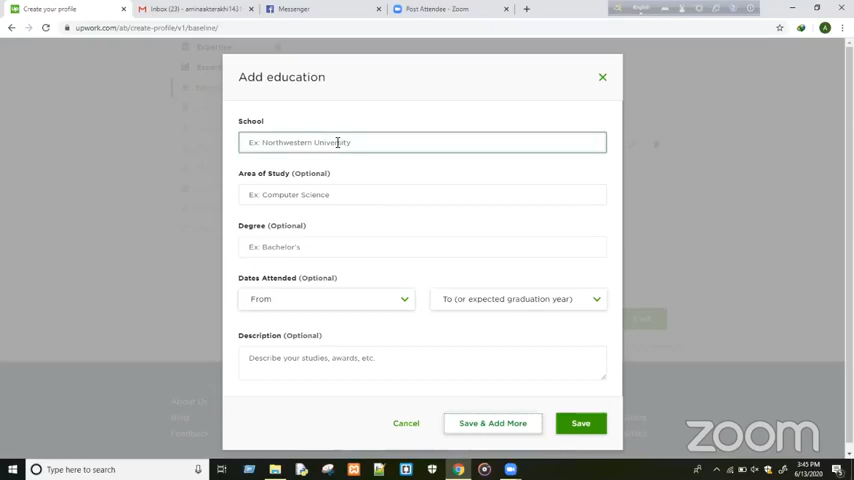 Create your profile
Inbox (23) - aminaakterakhi143
Messenger
Post Attendee - Zoom
English
upwork.com/ab/create-profile/v1/baseline/
A
Expertise
Add education
School
Ex: Northwestern University
Area of Study (Optional)
Ex: Computer Science
Degree (Optional)
Ex: Bachelor's
Dates Attended (Optional)
From
To (or expected graduation year)
Description (Optional)
Describe your studies, awards, etc.
Cancel
Save & Add More
Save
About Us
Feedback
zoom
Type here to search
3:45 PM
6/13/2020